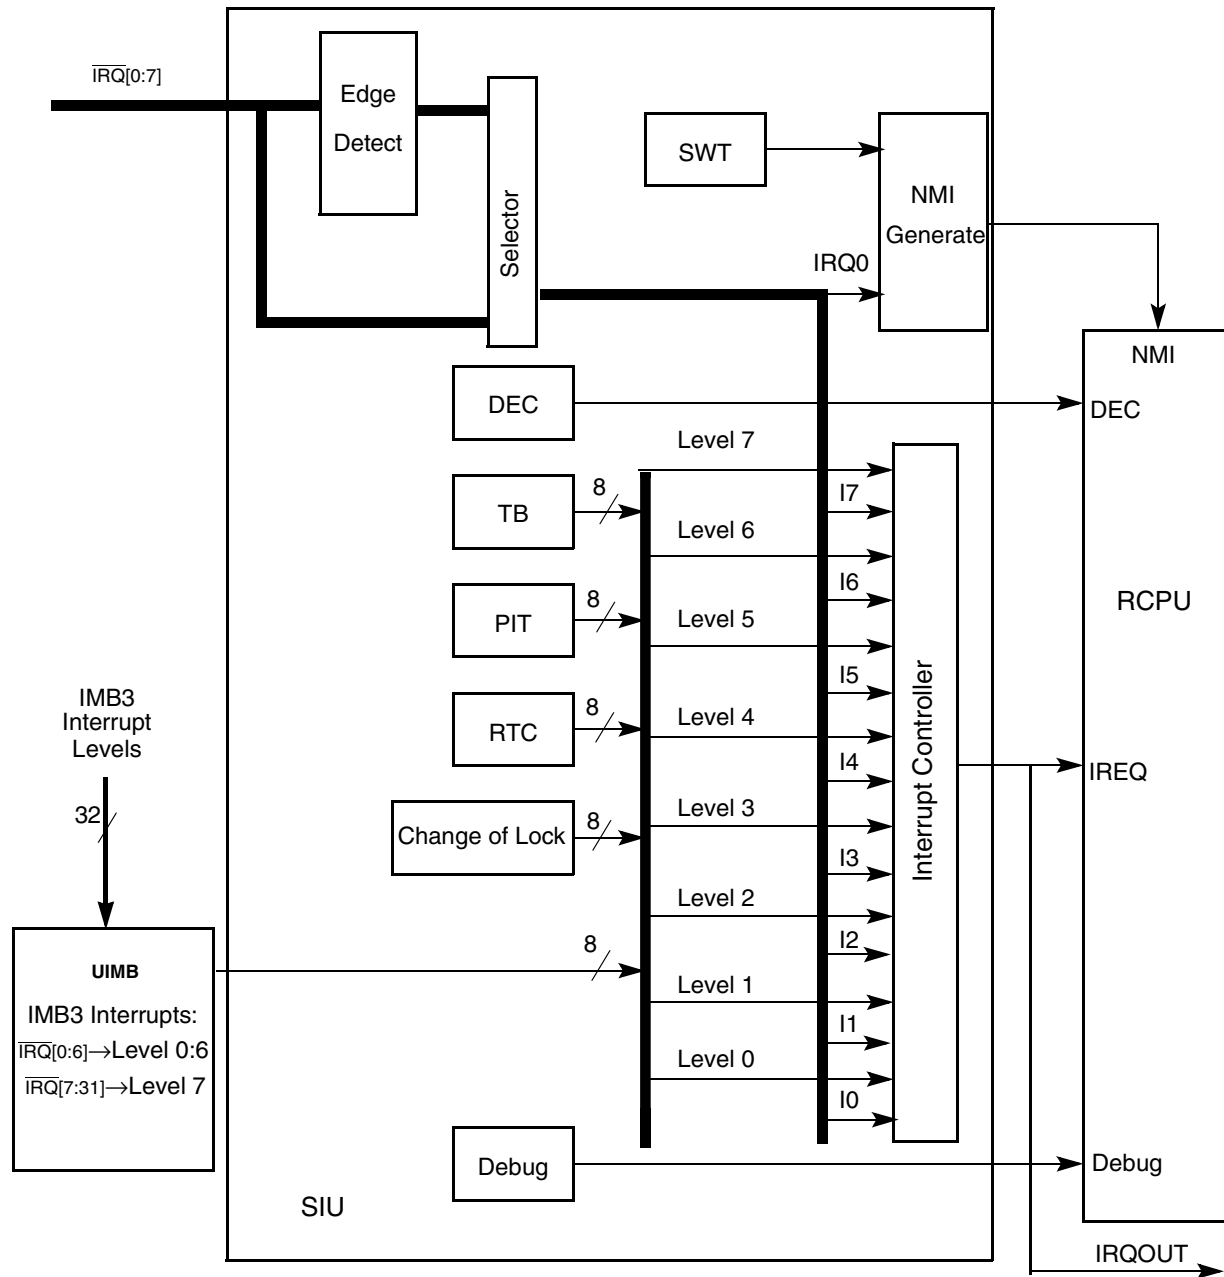 IRQ[0:7]
Edge
Detect
Selector
SWT
NMI
Generate
IRQ0
NMI
DEC
DEC
Level 7
8
TB
I7
Level 6
8
PIT
I6
RCPU
Level 5
IMB3
Interrupt
Levels
8
RTC
I5
Level 4
Interrupt Controller
I4
IREQ
32
8
Change of Lock
Level 3
I3
Level 2
8
I2
UIMB
IMB3 Interrupts:
IRQ[0:6]→Level 0:6
IRQ[7:31]→Level 7
Level 1
I1
Level 0
I0
Debug
Debug
SIU
IRQOUT